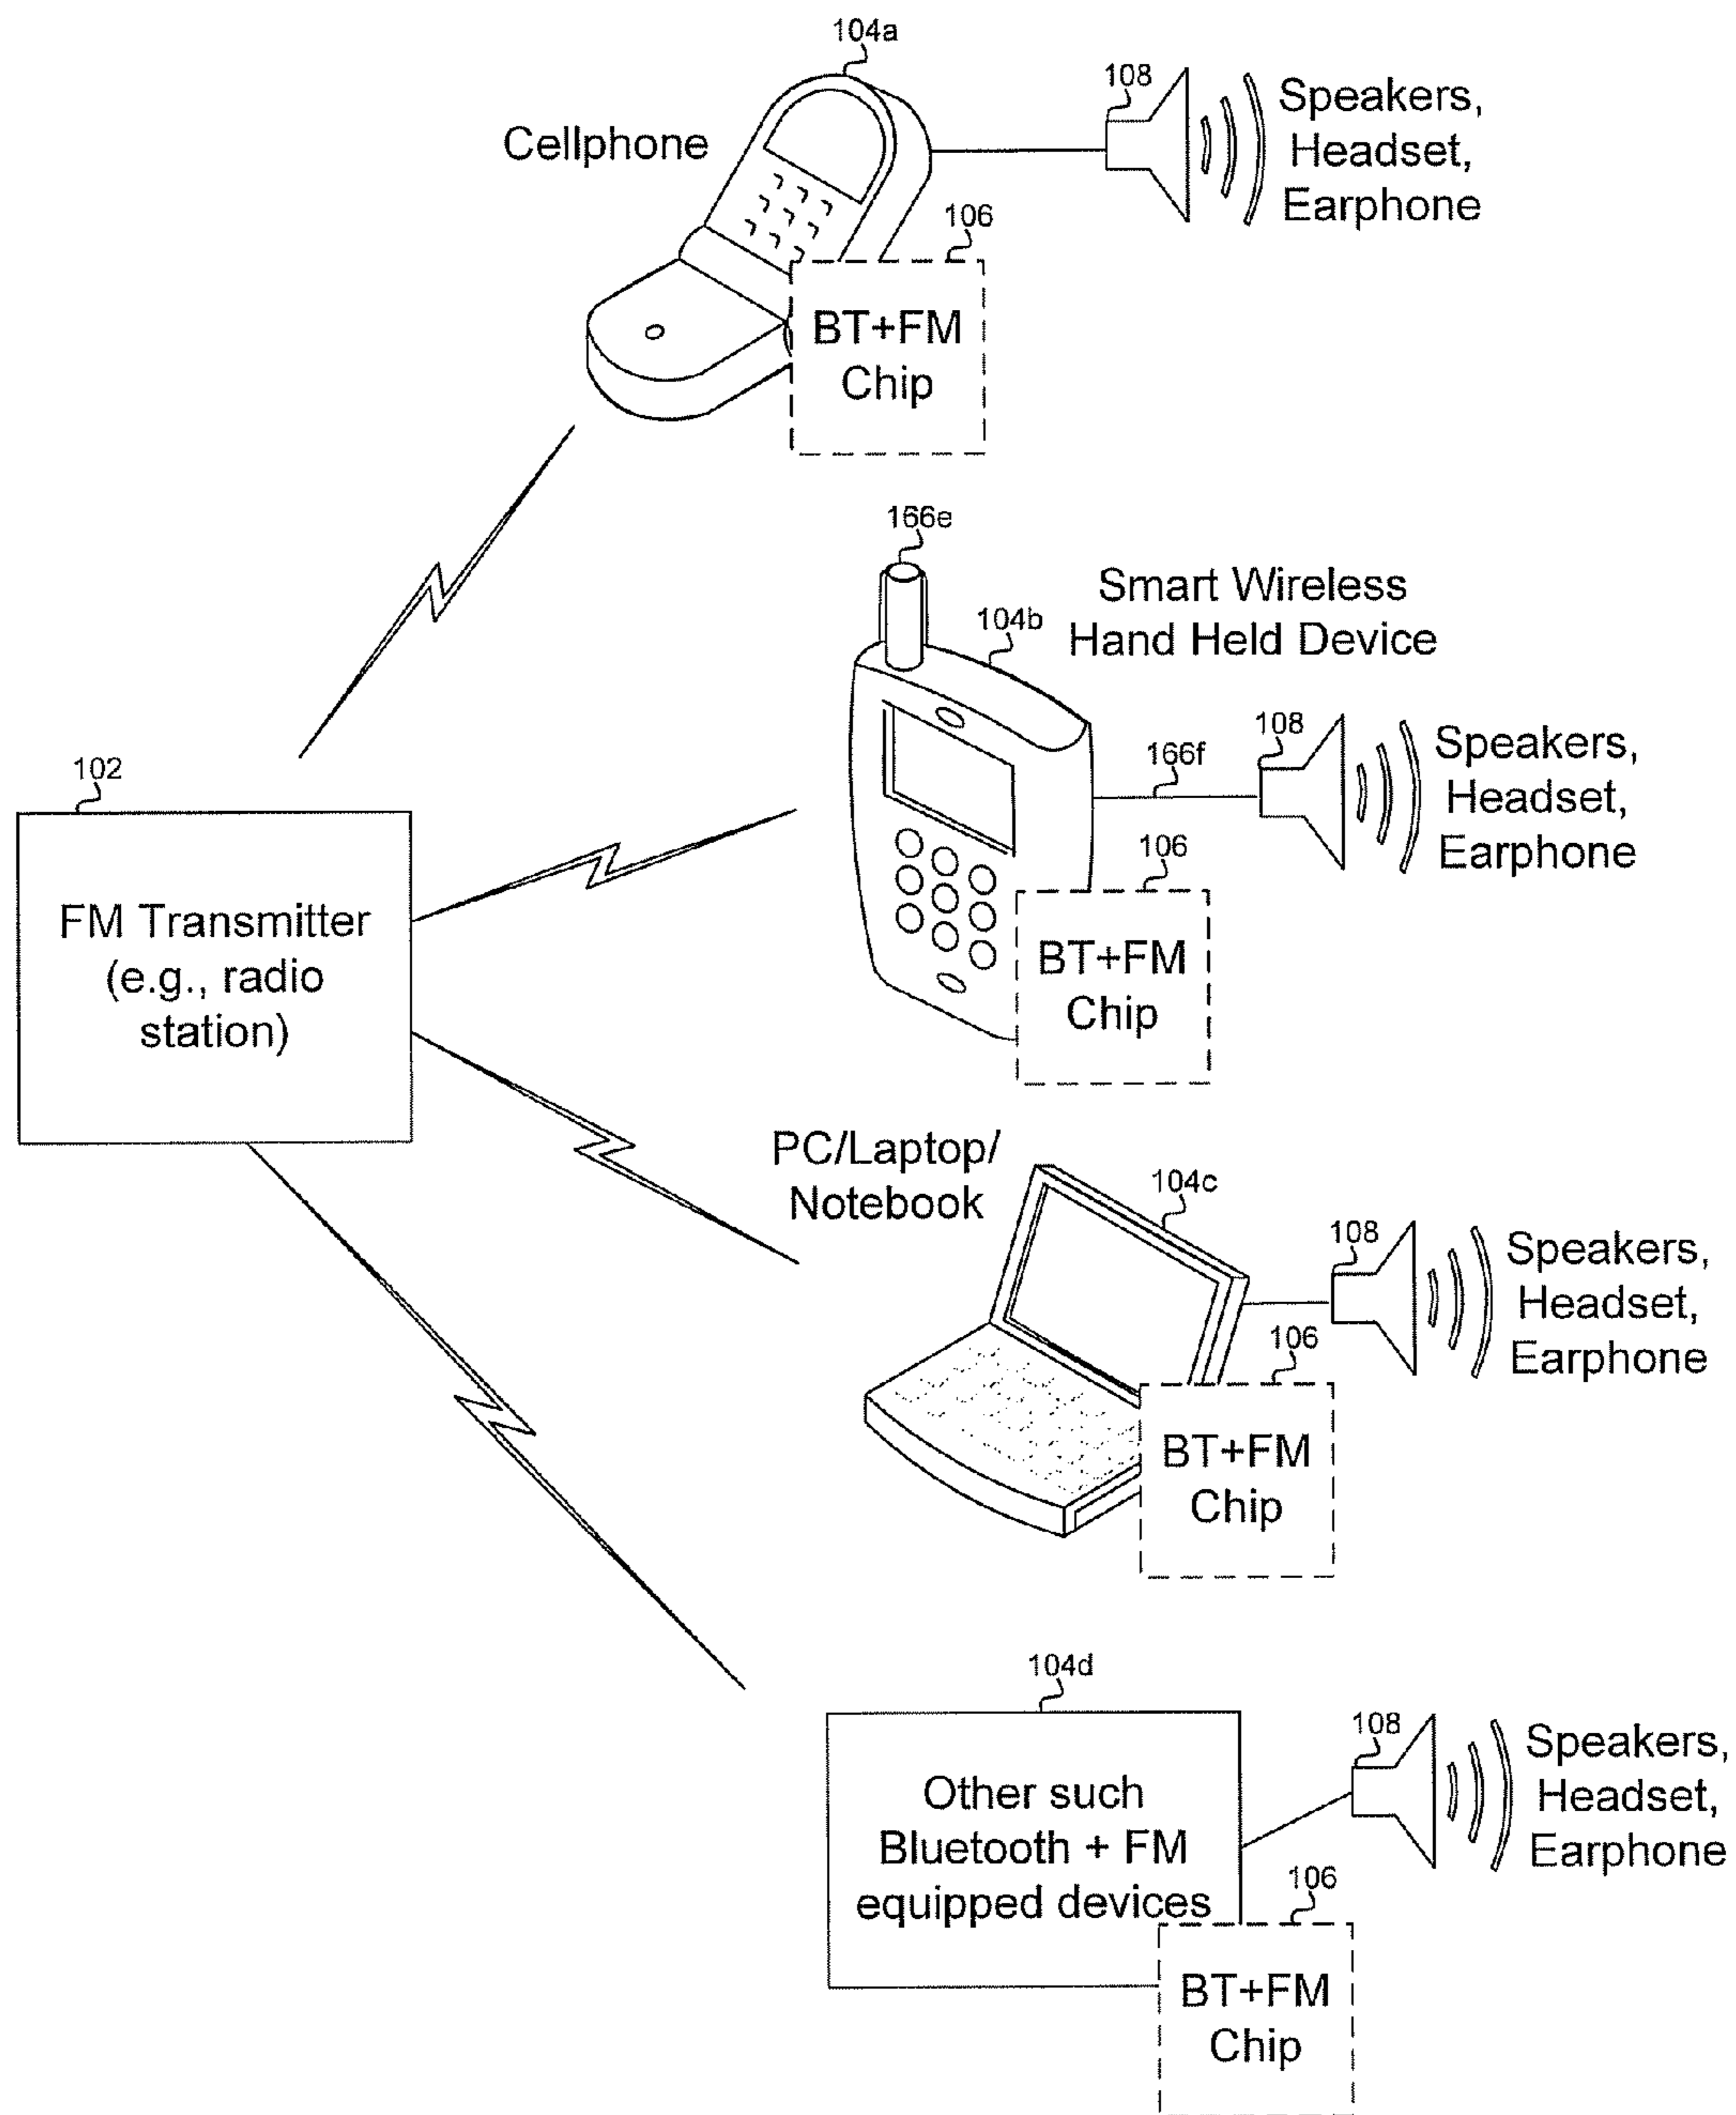 104a
108
Speakers,
Headset,
Earphone
Cellphone
106
BT+FM
Chip
166e
Smart Wireless
Hand Held Device
104b
108
Speakers,
Headset,
Earphone
166f
106
BT+FM
Chip
102
FM Transmitter
(e.g., radio
station)
PC/Laptop/
Notebook
104c
108
Speakers,
Headset,
Earphone
106
BT+FM
Chip
104d
108
Speakers,
Headset,
Earphone
Other such
Bluetooth + FM
equipped devices
106
BT+FM
Chip